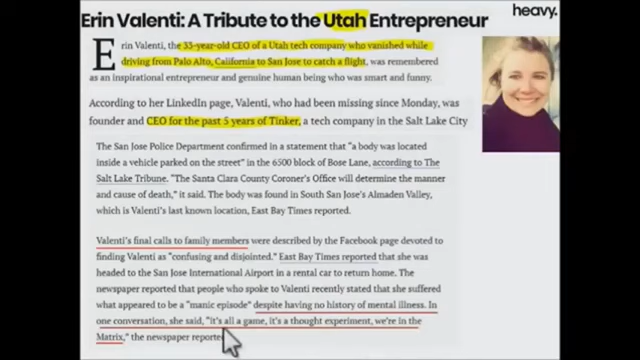 Erin Valenti: A Tribute to the Utah Entrepreneur
heavy.
Erin Valenti, the 33-year-old CEO of a Utah tech company who vanished while
driving from Palo Alto, California to San Jose to catch a flight, was remembered
as an inspirational entrepreneur and genuine human being who was smart and funny.
According to her LinkedIn page, Valenti, who had been missing since Monday, was
founder and CEO for the past 5 years of Tinker, a tech company in the Salt Lake City
The San Jose Police Department confirmed in a statement that “a body was located
inside a vehicle parked on the street” in the 6500 block of Bose Lane, according to The
Salt Lake Tribune. “The Santa Clara County Coroner's Office will determine the manner
and cause of death,” it said. The body was found in South San Jose's Almaden Valley,
which is Valenti's last known location, East Bay Times reported.
Valenti's final calls to family members were described by the Facebook page devoted to
finding Valenti as “confusing and disjointed.” East Bay Times reported that she was
headed to the San Jose International Airport in a rental car to return home. The
newspaper reported that people who spoke to Valenti recently stated that she suffered
what appeared to be a “manic episode” despite having no history of mental illness. In
one conversation, she said, “it's all a game, it's a thought experiment, we're in the
Matrix,” the newspaper reporte